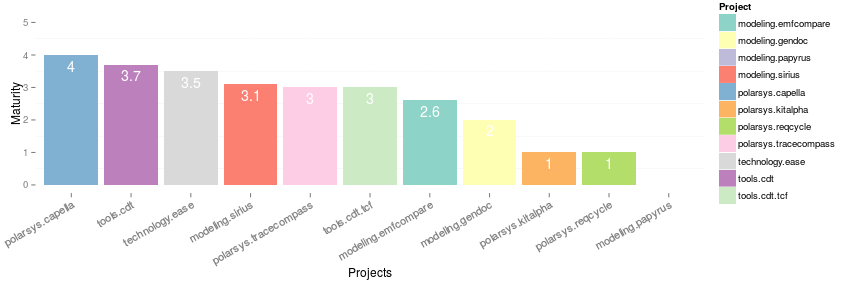 Project
5
4
3
2
1
0
Maturity
4
3.7
3.5
3.1
3
3
2.6
2
1
1
polarsys.capella
tools.cdt
technology.ease
modeling.sirius
polarsys.tracecompass
tools.cdt.tcf
modeling.emfcompare
modeling.gendoc
polarsys.kitalpha
polarsys.reqcycle
modeling.papyrus
Projects
modeling.emfcompare
modeling.gendoc
modeling.papyrus
modeling.sirius
polarsys.capella
polarsys.kitalpha
polarsys.reqcycle
polarsys.tracecompass
technology.ease
tools.cdt
tools.cdt.tcf